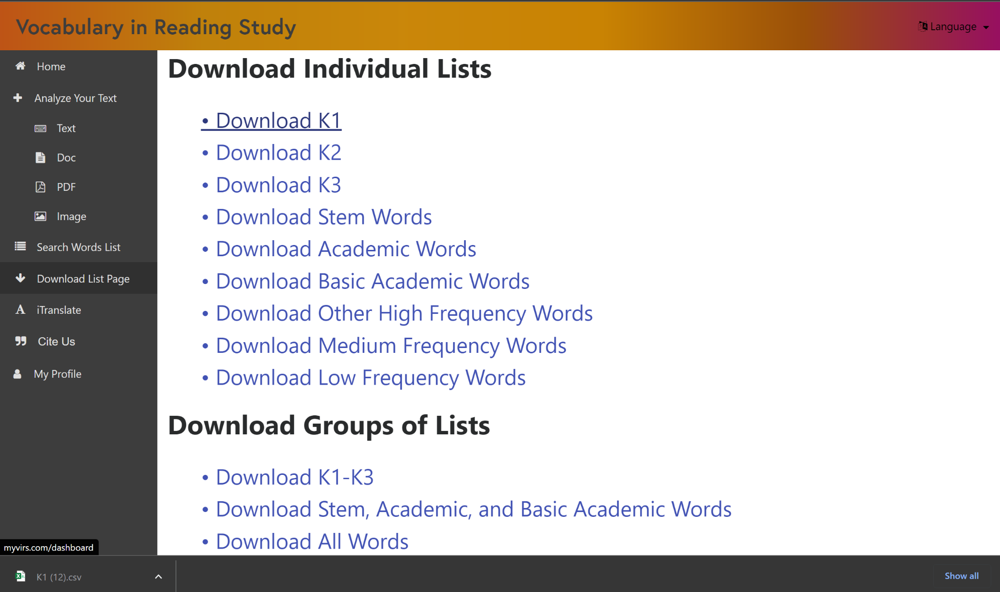 Vocabulary in Reading Study
Language
Home
Analyze Your Text
Text
Doc
PDF
Image
Search Words List
Download List Page
iTranslate
Cite Us
My Profile
Download Individual Lists
• Download K1
• Download K2
• Download K3
• Download Stem Words
• Download Academic Words
• Download Basic Academic Words
• Download Other High Frequency Words
• Download Medium Frequency Words
• Download Low Frequency Words
Download Groups of Lists
• Download K1-K3
• Download Stem, Academic, and Basic Academic Words
• Download All Words
myvirs.com/dashboard
K1 (12).csv
Show all